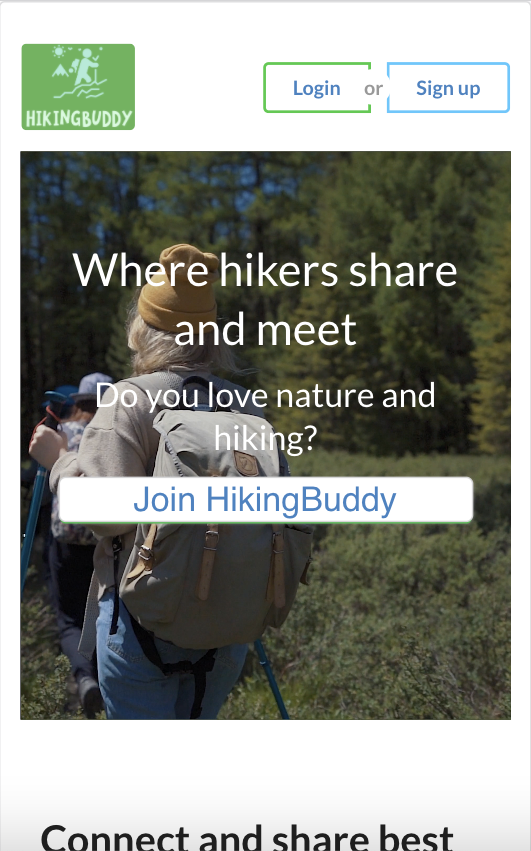 HIKINGBUDDY
Login or Sign up
Where hikers share
and meet
Do you love nature and
hiking?
Join HikingBuddy
Connect and share best